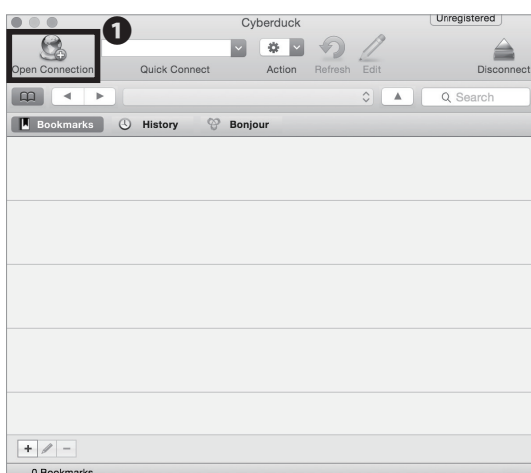 Cyberduck
Unregistered
1
Open Connection
Quick Connect
Action
Refresh
Edit
Disconnect
Search
Bookmarks
History
Bonjour
0 Bookmarks